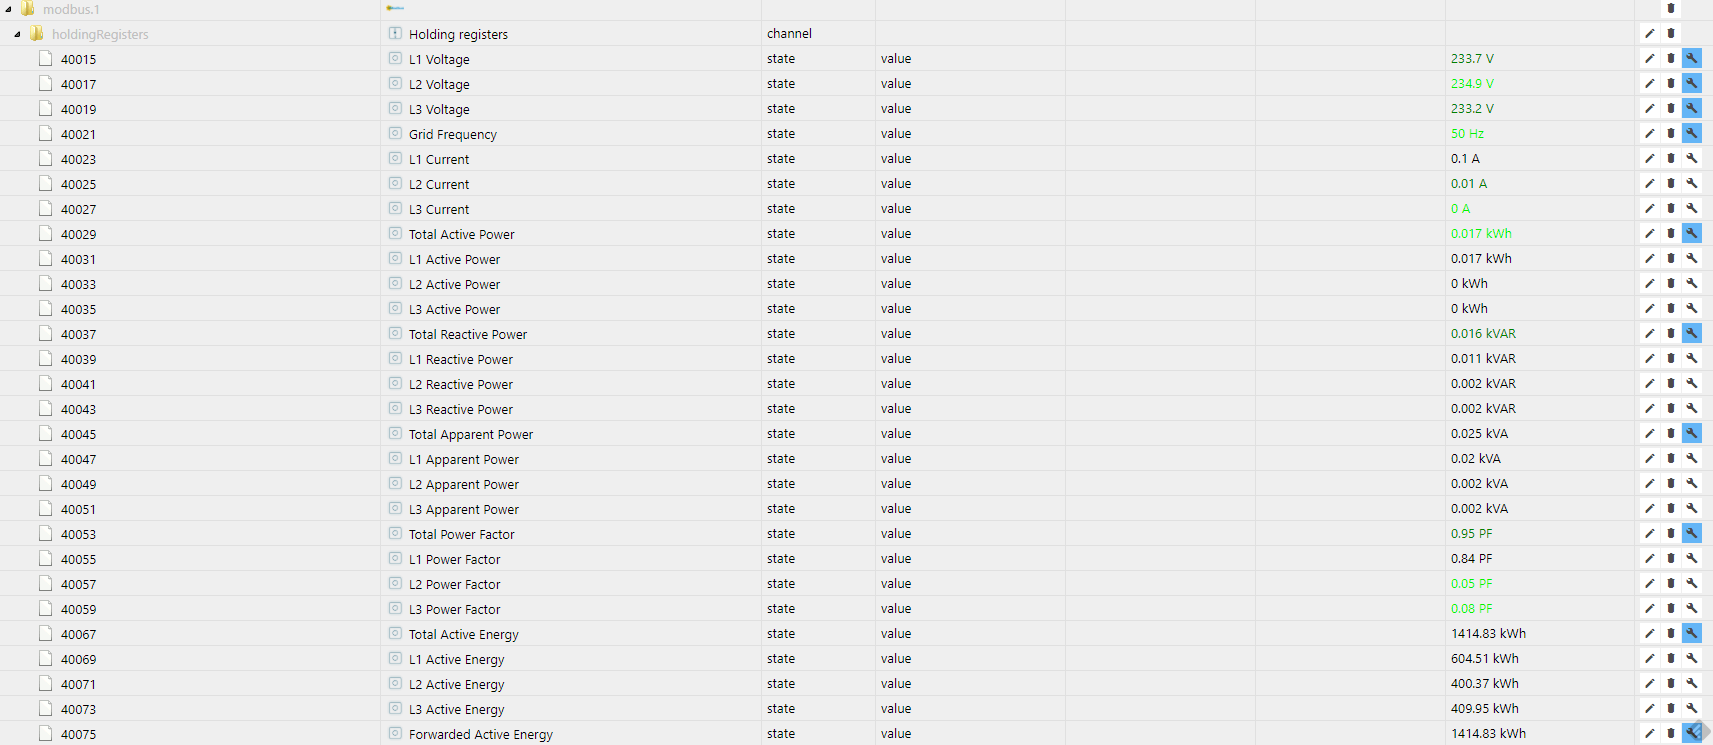 modbus.1
holdingRegisters Holding registers channel
40015 L1 Voltage state value 233.7 V
40017 L2 Voltage state value 234.9 V
40019 L3 Voltage state value 233.2 V
40021 Grid Frequency state value 50 Hz
40023 L1 Current state value 0.1 A
40025 L2 Current state value 0.01 A
40027 L3 Current state value 0 A
40029 Total Active Power state value 0.017 kWh
40031 L1 Active Power state value 0.017 kWh
40033 L2 Active Power state value 0 kWh
40035 L3 Active Power state value 0 kWh
40037 Total Reactive Power state value 0.016 kVAR
40039 L1 Reactive Power state value 0.011 kVAR
40041 L2 Reactive Power state value 0.002 kVAR
40043 L3 Reactive Power state value 0.002 kVAR
40045 Total Apparent Power state value 0.025 kVA
40047 L1 Apparent Power state value 0.02 kVA
40049 L2 Apparent Power state value 0.002 kVA
40051 L3 Apparent Power state value 0.002 kVA
40053 Total Power Factor state value 0.95 PF
40055 L1 Power Factor state value 0.84 PF
40057 L2 Power Factor state value 0.05 PF
40059 L3 Power Factor state value 0.08 PF
40067 Total Active Energy state value 1414.83 kWh
40069 L1 Active Energy state value 604.51 kWh
40071 L2 Active Energy state value 400.37 kWh
40073 L3 Active Energy state value 409.95 kWh
40075 Forwarded Active Energy state value 1414.83 kWh